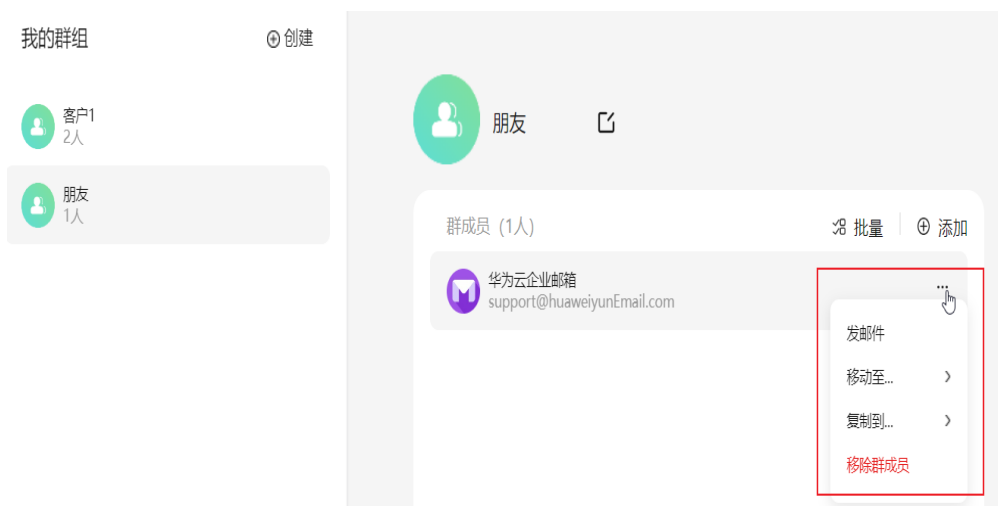 我的群组
创建
客户1
2人
朋友
1人
朋友
群成员 (1人)
批量
添加
华为云企业邮箱
support@huaweiyunEmail.com
...
发邮件
移动至...
复制到...
移除群成员